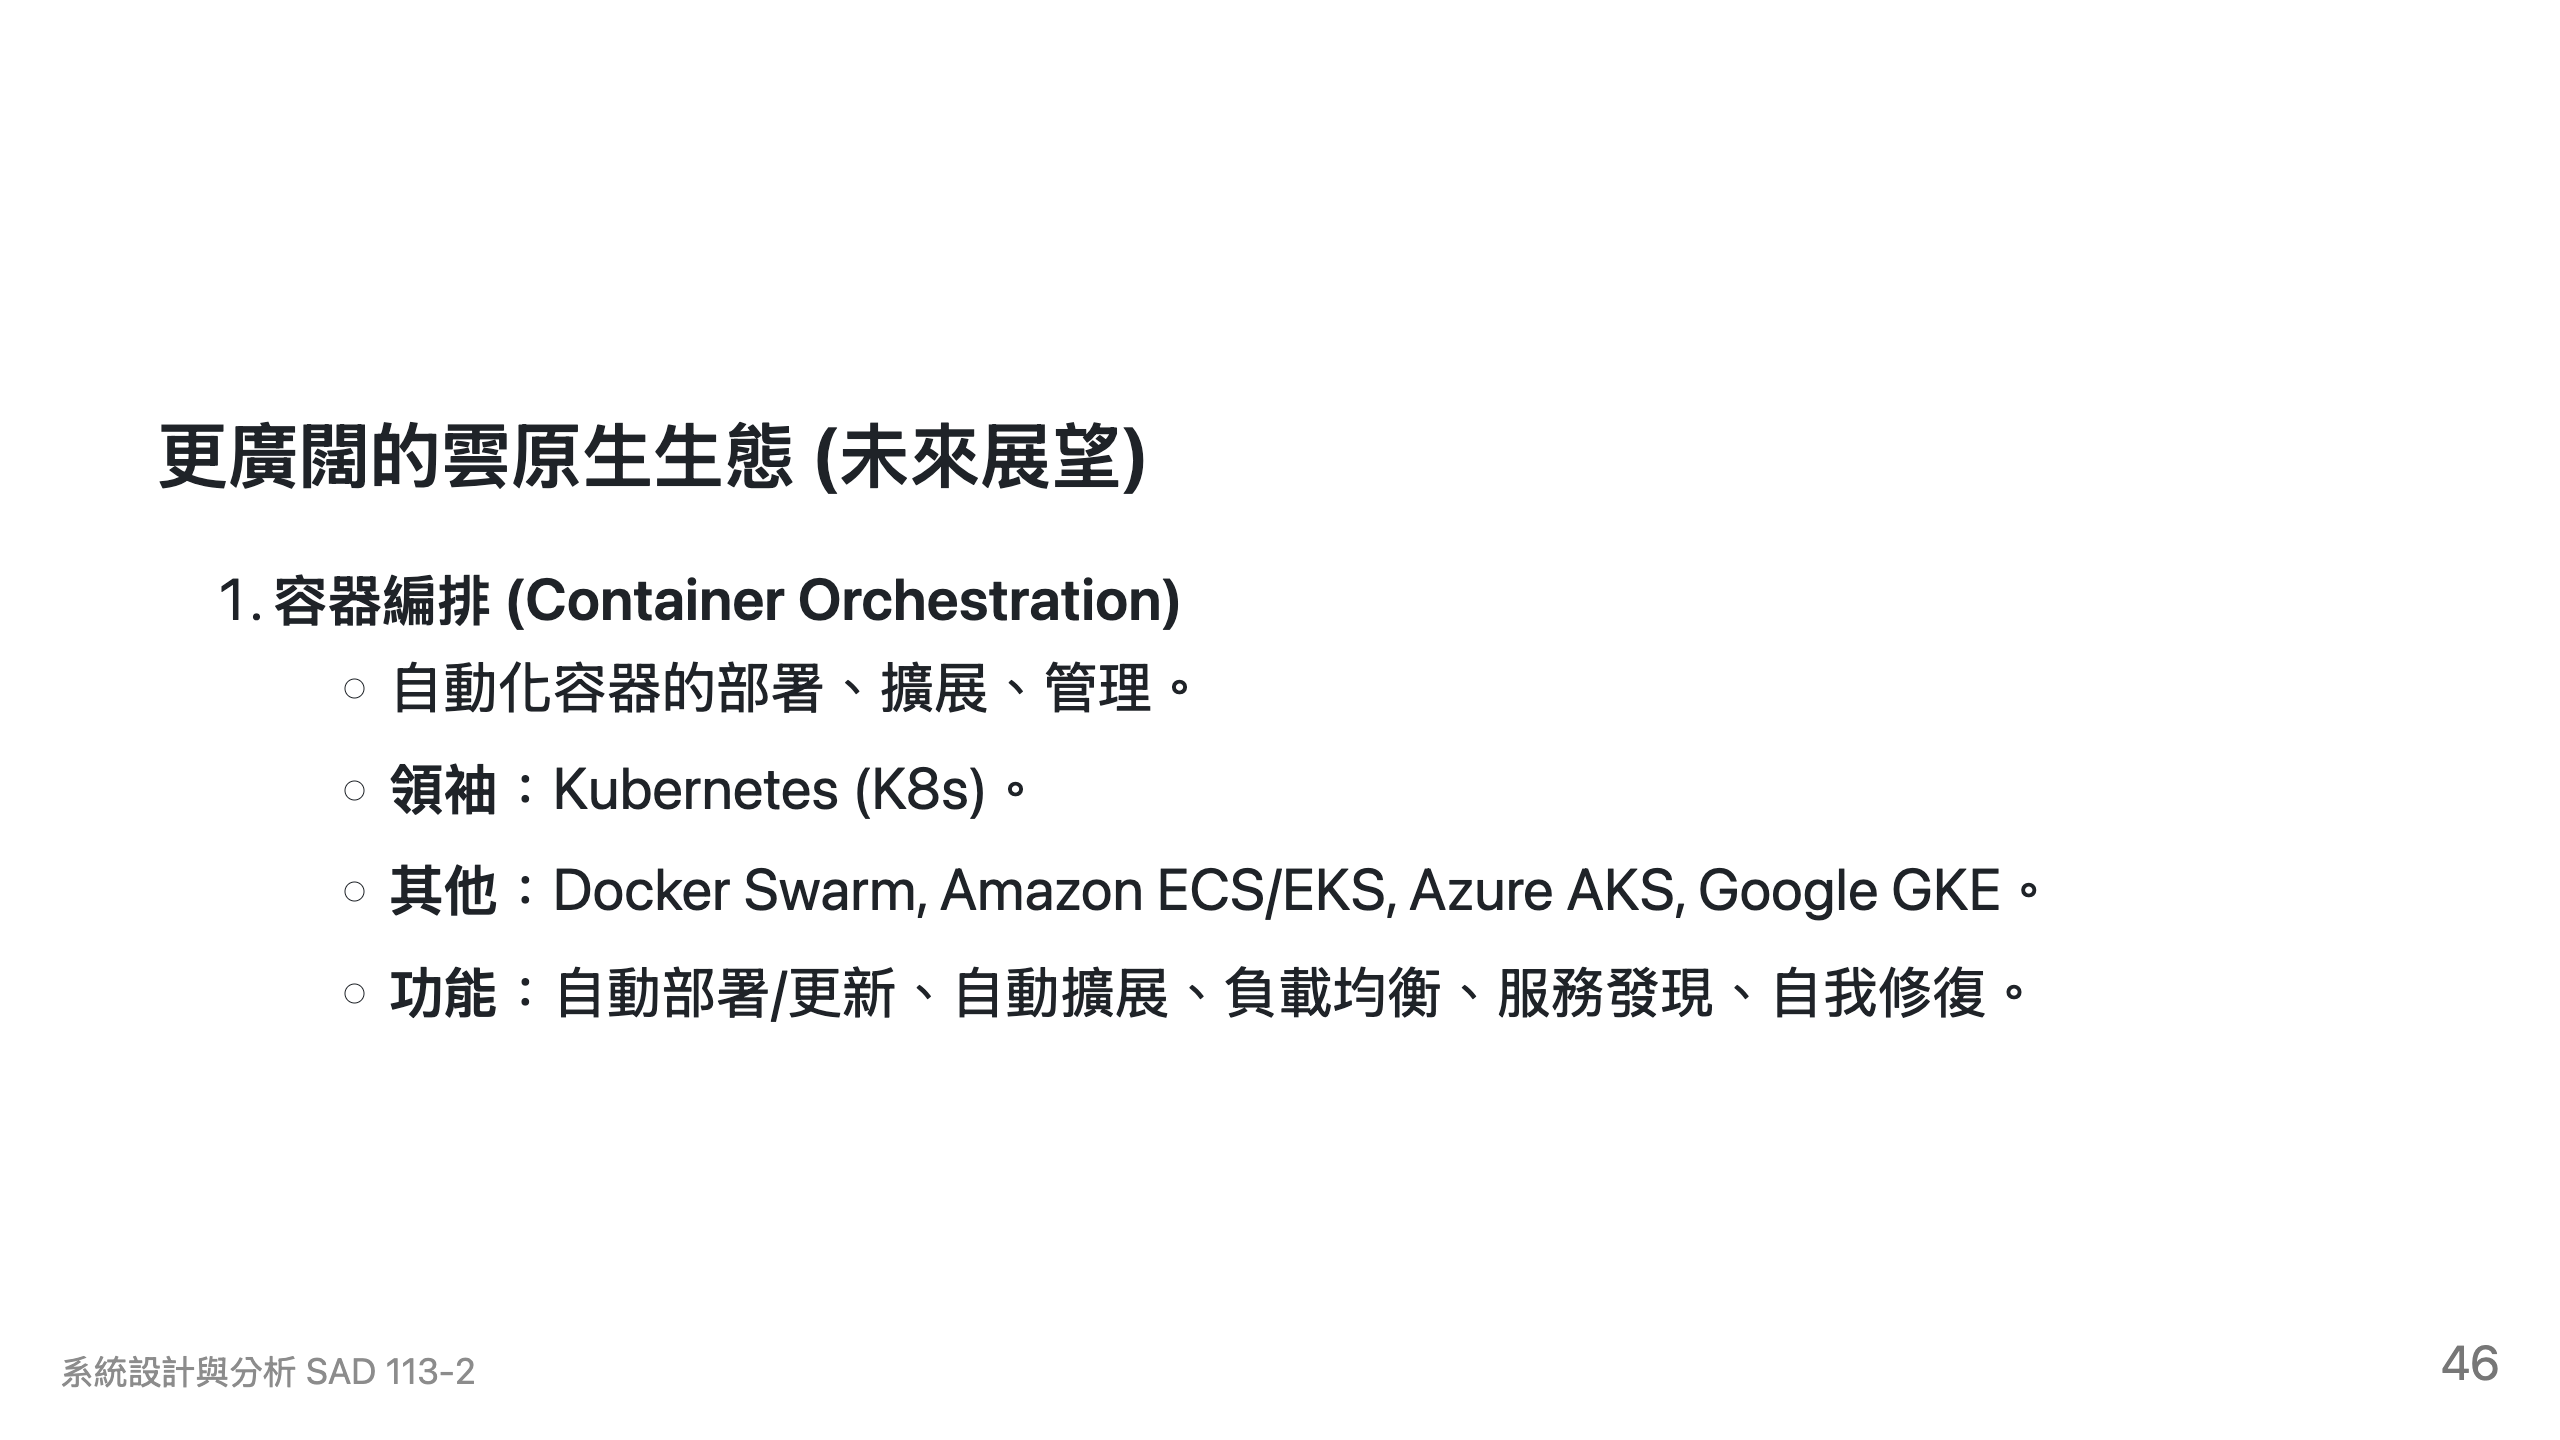 更廣闊的雲原生生態 (未來展望)
1. 容器編排 (Container Orchestration)
○ 自動化容器的部署、擴展、管理。
○ 領袖：Kubernetes (K8s)。
○ 其他：Docker Swarm, Amazon ECS/EKS, Azure AKS, Google GKE。
○ 功能：自動部署/更新、自動擴展、負載均衡、服務發現、自我修復。
系統設計與分析 SAD 113-2
46